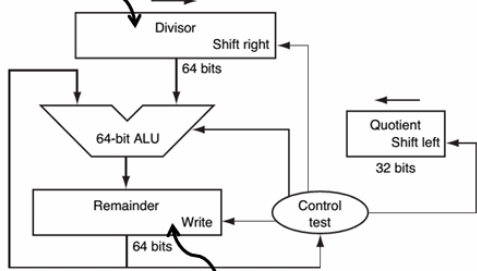 Divisor
Shift right
64 bits
64-bit ALU
Quotient
Shift left
32 bits
Remainder
Write
Control
test
64 bits